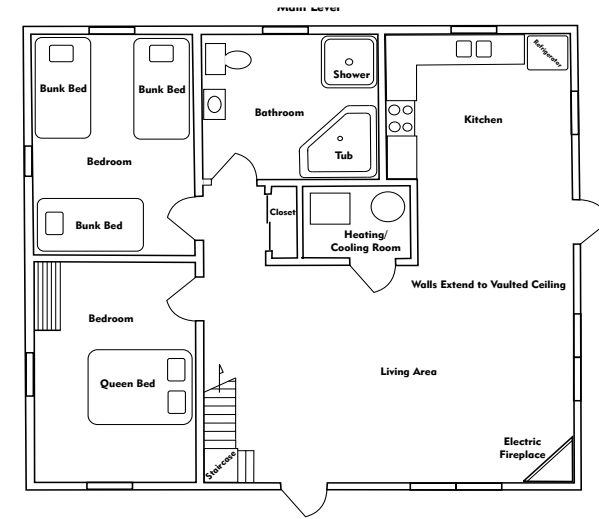 Main Level
Bunk Bed
Bunk Bed
Shower
Refrigerator
Bathroom
Kitchen
Bedroom
Tub
Closet
Bunk Bed
Heating/
Cooling Room
Walls Extend to Vaulted Ceiling
Bedroom
Living Area
Queen Bed
Electric
Fireplace
Staircase